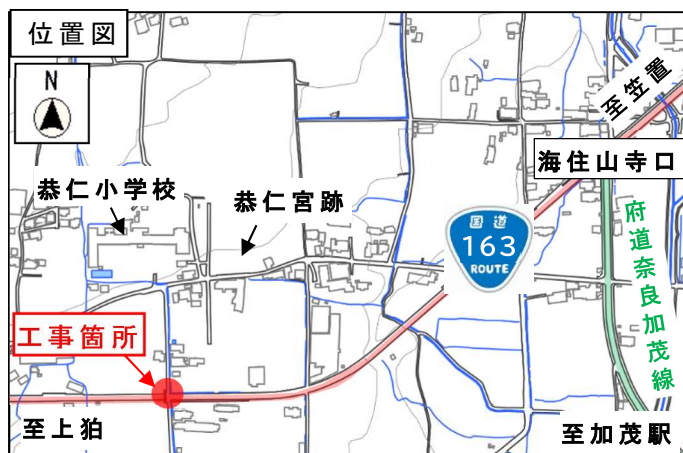 位置図
N
至笠置
海住山寺口
恭仁小学校
恭仁宮跡
国道
163
ROUTE
府道奈良加茂線
工事箇所
至上狛
至加茂駅